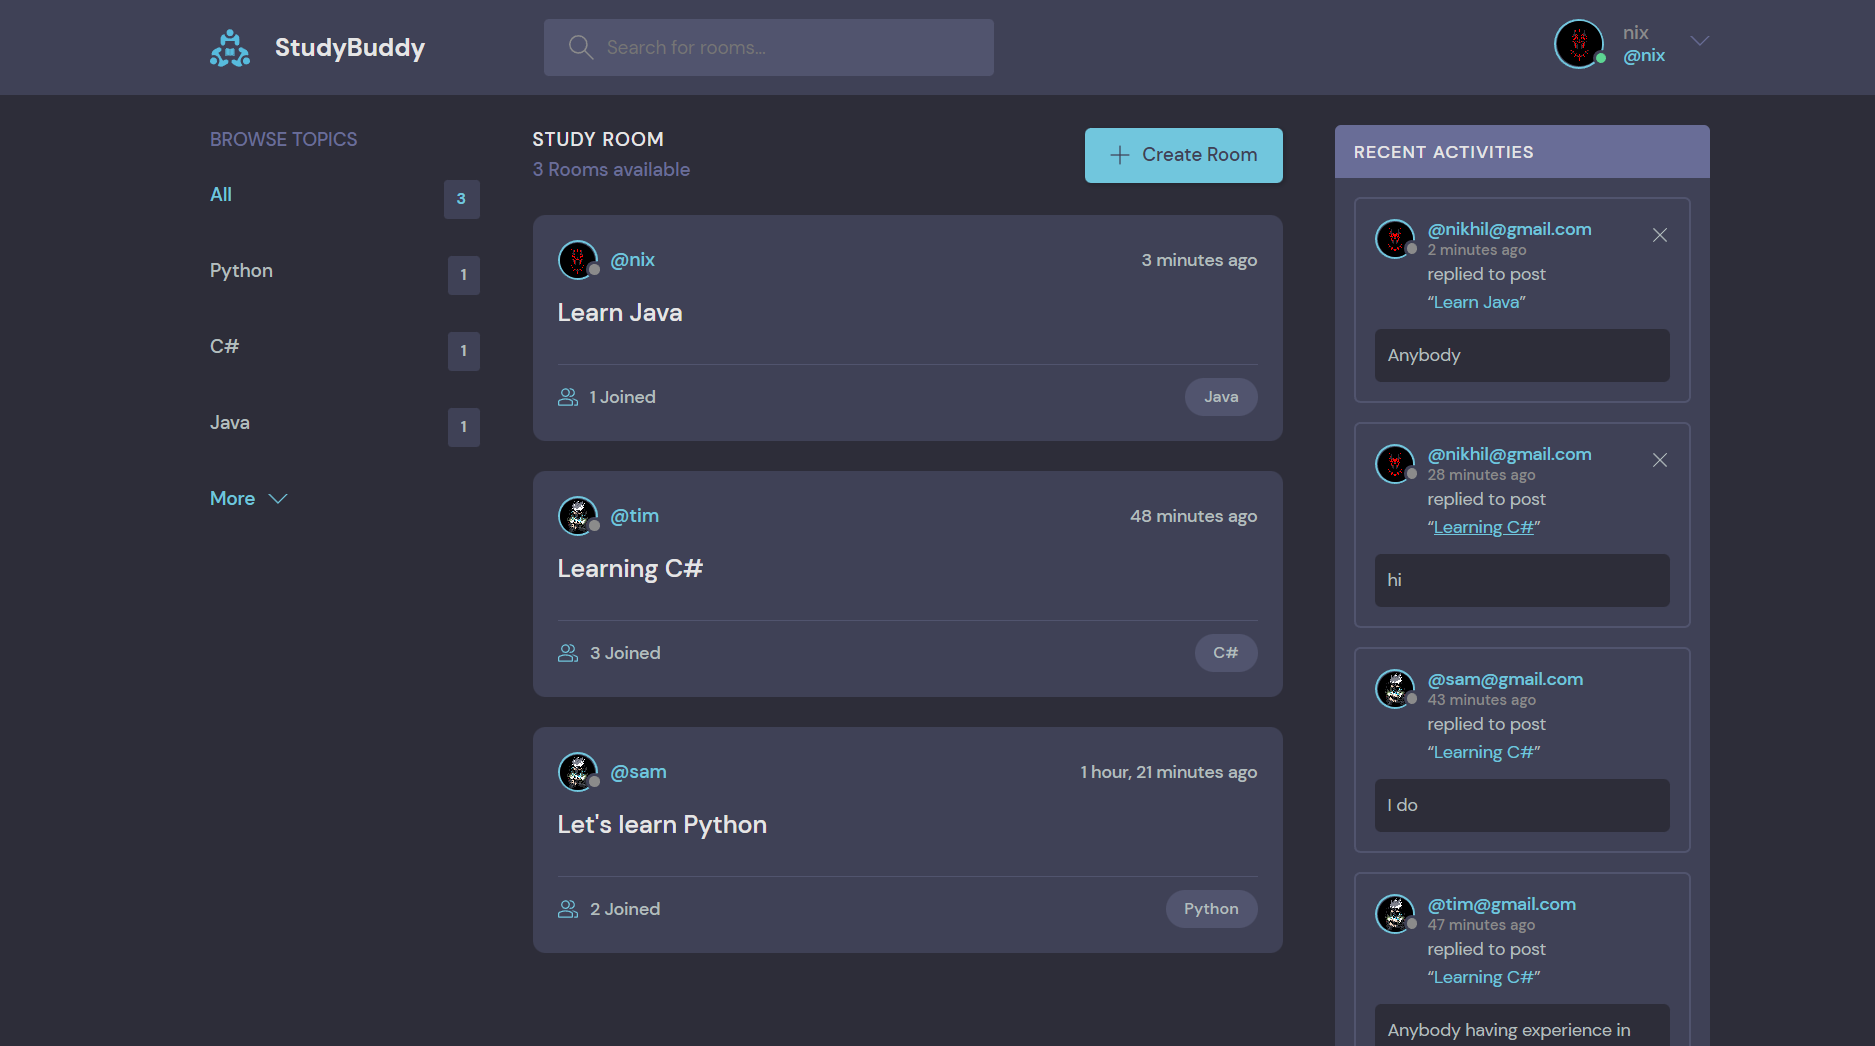 StudyBuddy
Search for rooms...
nix
@nix
BROWSE TOPICS
All
3
Python
1
C#
1
Java
1
More
STUDY ROOM
3 Rooms available
Create Room
@nix
3 minutes ago
Learn Java
1 Joined
Java
@tim
48 minutes ago
Learning C#
3 Joined
C#
@sam
1 hour, 21 minutes ago
Let's learn Python
2 Joined
Python
RECENT ACTIVITIES
@nikhil@gmail.com
2 minutes ago
replied to post
“Learn Java”
Anybody
@nikhil@gmail.com
28 minutes ago
replied to post
“Learning C#”
hi
@sam@gmail.com
43 minutes ago
replied to post
“Learning C#”
I do
@tim@gmail.com
47 minutes ago
replied to post
“Learning C#”
Anybody having experience in